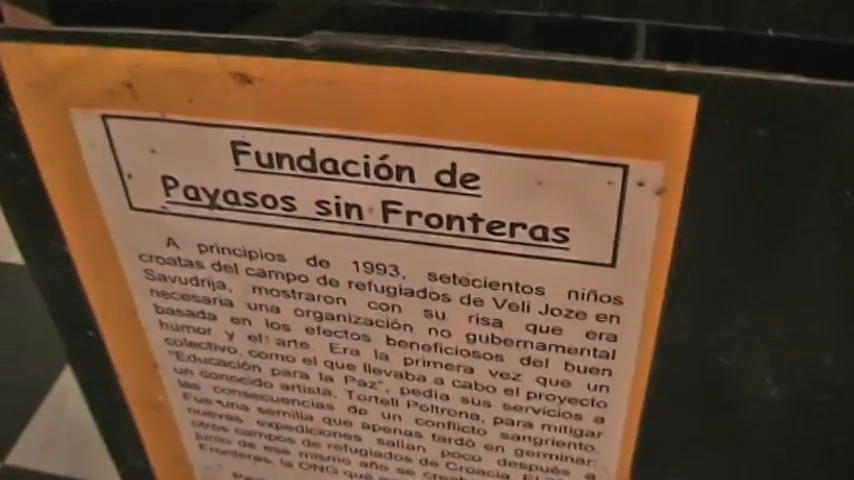 Fundación de
Payasos sin Fronteras
A principios de 1993, setecientos niños
croatas del campo de refugiados de Veli Joze en
Savudrija, mostraron con su risa que era
necesaria una organización no gubernamental
basada en los efectos beneficiosos del buen
humor y el arte. Era la primera vez que un
colectivo, como el que llevaba a cabo el proyecto
"Educación para la Paz", pedía sus servicios a
un conocido artista, Tortell Poltrona, para mitigar
las consecuencias de un conflicto sangriento.
Fue una semilla que apenas tardó en germinar:
nuevas expediciones salían poco después a
otros campos de refugiados de Croacia. El
junio de ese mismo año se
Fronteras, la ONG